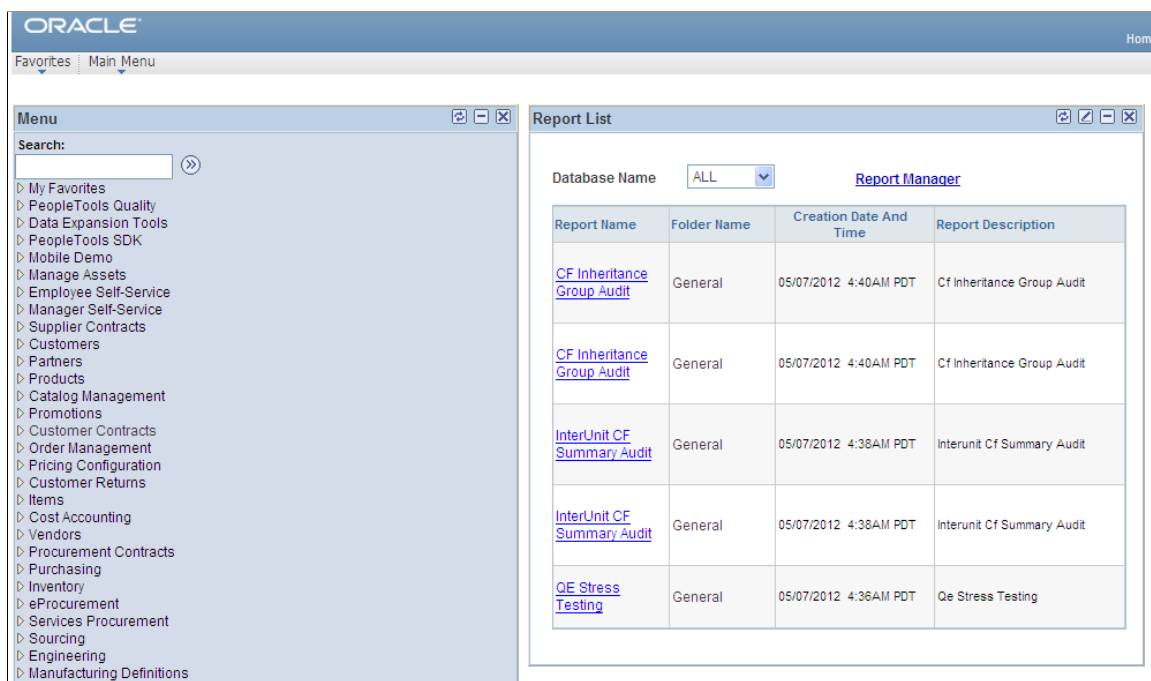 ORACLE
Hom
Favorites Main Menu
Menu
Search:
My Favorites
PeopleTools Quality
Data Expansion Tools
PeopleTools SDK
Mobile Demo
Manage Assets
Employee Self-Service
Manager Self-Service
Supplier Contracts
Customers
Partners
Products
Catalog Management
Promotions
Customer Contracts
Order Management
Pricing Configuration
Customer Returns
Items
Cost Accounting
Vendors
Procurement Contracts
Purchasing
Inventory
eProcurement
Services Procurement
Sourcing
Engineering
Manufacturing Definitions
Report List
Database Name ALL Report Manager
Report Name Folder Name Creation Date And Time Report Description
CF Inheritance Group Audit General 05/07/2012 4:40AM PDT Cf Inheritance Group Audit
CF Inheritance Group Audit General 05/07/2012 4:40AM PDT Cf Inheritance Group Audit
InterUnit CF Summary Audit General 05/07/2012 4:38AM PDT Interunit Cf Summary Audit
InterUnit CF Summary Audit General 05/07/2012 4:38AM PDT Interunit Cf Summary Audit
QE Stress Testing General 05/07/2012 4:36AM PDT Qe Stress Testing